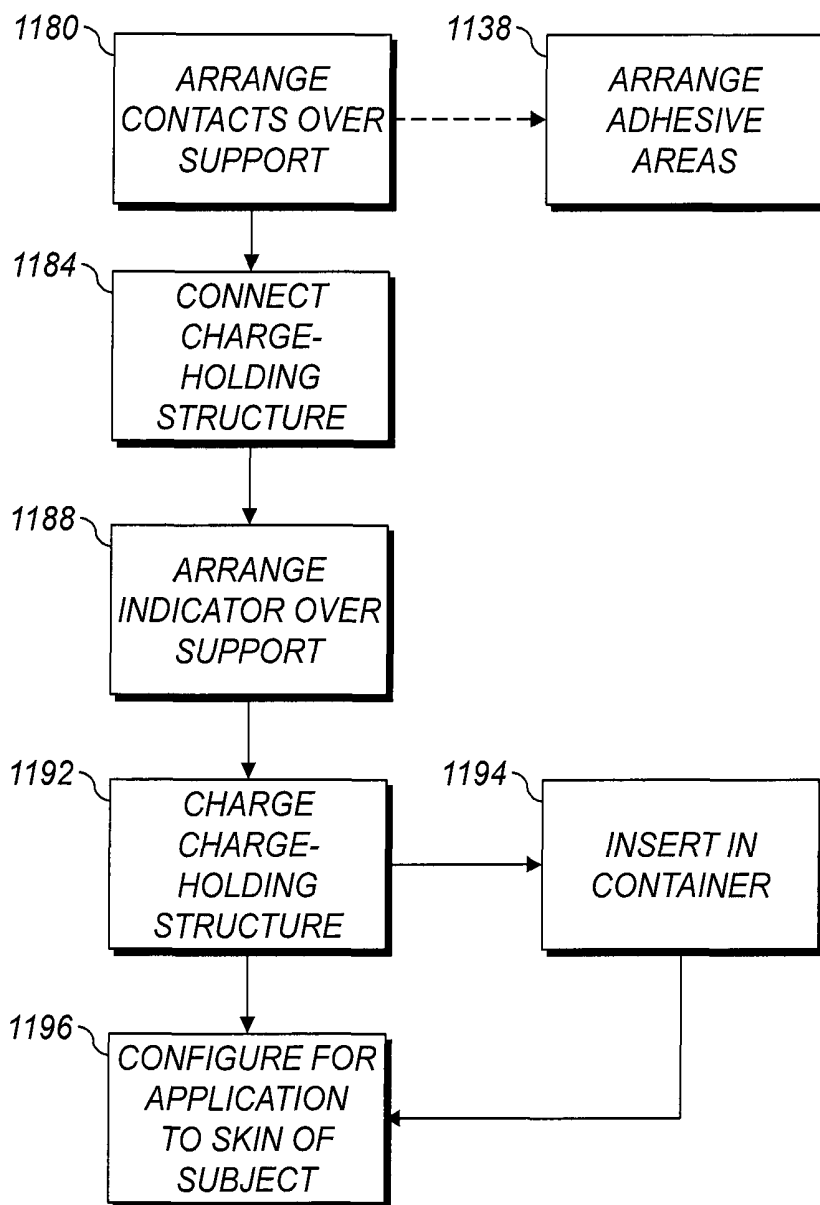 1180
ARRANGE
CONTACTS OVER
SUPPORT
1138
ARRANGE
ADHESIVE
AREAS
1184
CONNECT
CHARGE-
HOLDING
STRUCTURE
1188
ARRANGE
INDICATOR OVER
SUPPORT
1192
CHARGE
CHARGE-
HOLDING
STRUCTURE
1194
INSERT IN
CONTAINER
1196
CONFIGURE FOR
APPLICATION
TO SKIN OF
SUBJECT